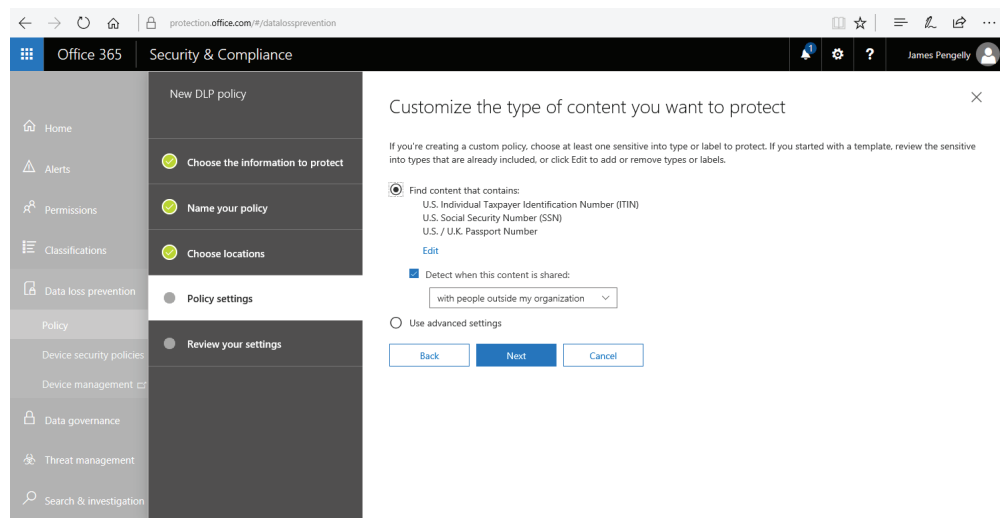 protection.office.com/#/datalossprevention
Office 365
Security & Compliance
1
?
James Pengelly
Home
Alerts
Permissions
Classifications
Data loss prevention
Policy
Device security policies
Device management
Data governance
Threat management
Search & investigation
New DLP policy
Choose the information to protect
Name your policy
Choose locations
Policy settings
Review your settings
Customize the type of content you want to protect
If you're creating a custom policy, choose at least one sensitive into type or label to protect. If you started with a template, review the sensitive
into types that are already included, or click Edit to add or remove types or labels.
Find content that contains:
U.S. Individual Taxpayer Identification Number (ITIN)
U.S. Social Security Number (SSN)
U.S. / U.K. Passport Number
Edit
Detect when this content is shared:
with people outside my organization
Use advanced settings
Back
Next
Cancel